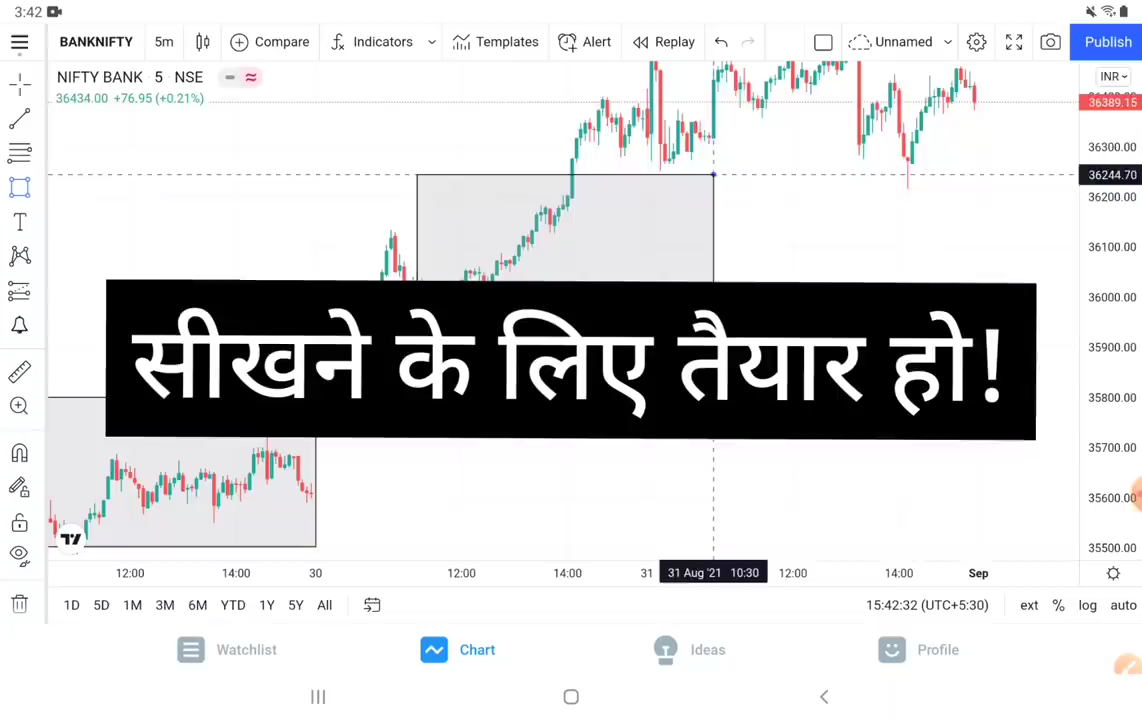 3:42
BANKNIFTY 5m Compare Indicators Templates Alert Replay Unnamed Publish
NIFTY BANK 5 NSE
INR
36434.00 +76.95 (+0.21%)
36389.15
36300.00
36244.70
36200.00
36100.00
36000.00
सीखने के लिए तैयार हो!
35900.00
35800.00
35700.00
35600.00
35500.00
12:00 14:00 30 12:00 14:00 31 31 Aug '21 10:30 12:00 14:00 Sep
1D 5D 1M 3M 6M YTD 1Y 5Y All 15:42:32 (UTC+5:30) ext % log auto
Watchlist Chart Ideas Profile